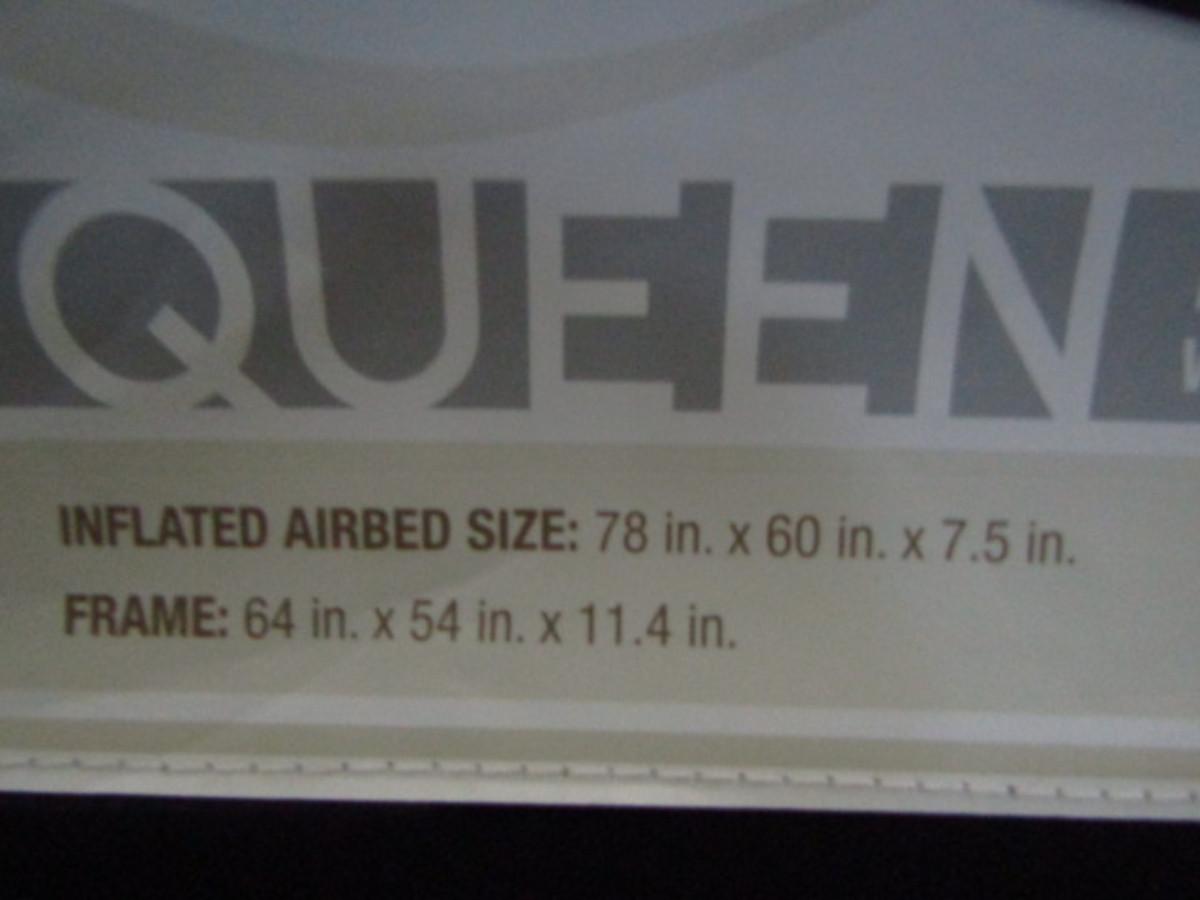 QUEEN
INFLATED AIRBED SIZE: 78 in. x 60 in. x 7.5 in.
FRAME: 64 in. x 54 in. x 11.4 in.